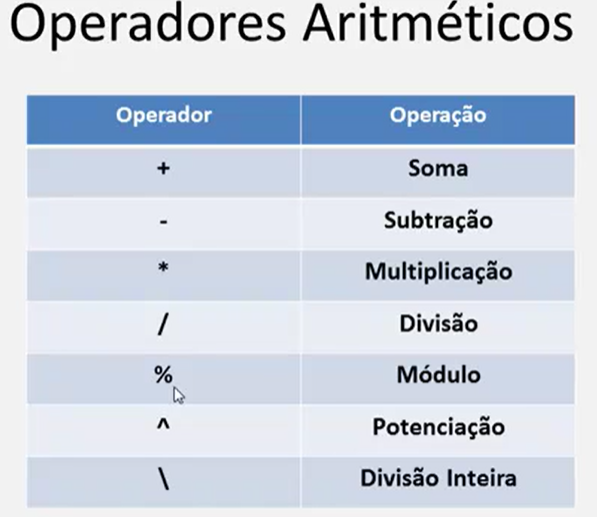 Operadores Aritméticos
Operador Operação
+ Soma
- Subtração
* Multiplicação
/ Divisão
% Módulo
^ Potenciação
\ Divisão Inteira